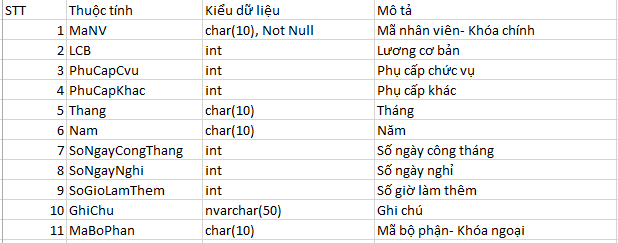 STT Thuộc tính Kiểu dữ liệu Mô tả
1 MaNV char(10), Not Null Mã nhân viên- Khóa chính
2 LCB int Lương cơ bản
3 PhuCapCvu int Phụ cấp chức vụ
4 PhuCapKhac int Phụ cấp khác
5 Thang char(10) Tháng
6 Nam char(10) Năm
7 SoNgayCongThang int Số ngày công tháng
8 SoNgayNghi int Số ngày nghỉ
9 SoGioLamThem int Số giờ làm thêm
10 GhiChu nvarchar(50) Ghi chú
11 MaBoPhan char(10) Mã bộ phận- Khóa ngoại